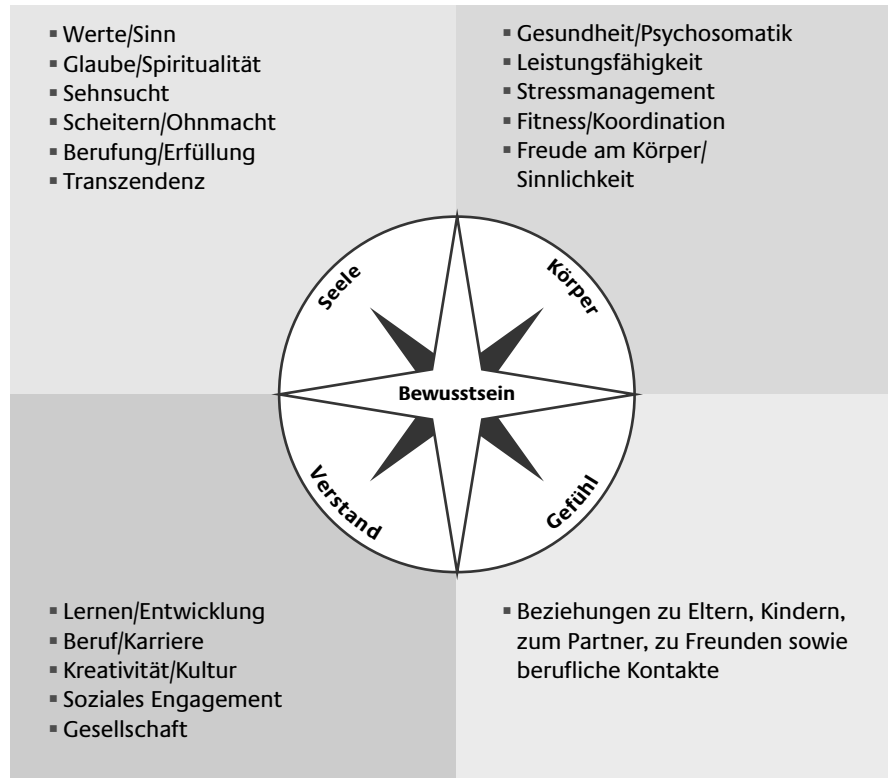 ▪ Werte/Sinn
▪ Glaube/Spiritualität
▪ Sehnsucht
▪ Scheitern/Ohnmacht
▪ Berufung/Erfüllung
▪ Transzendenz
▪ Gesundheit/Psychosomatik
▪ Leistungsfähigkeit
▪ Stressmanagement
▪ Fitness/Koordination
▪ Freude am Körper/
Sinnlichkeit
Seele
Körper
Bewusstsein
Verstand
Gefühl
▪ Lernen/Entwicklung
▪ Beruf/Karriere
▪ Kreativität/Kultur
▪ Soziales Engagement
▪ Gesellschaft
▪ Beziehungen zu Eltern, Kindern,
zum Partner, zu Freunden sowie
berufliche Kontakte